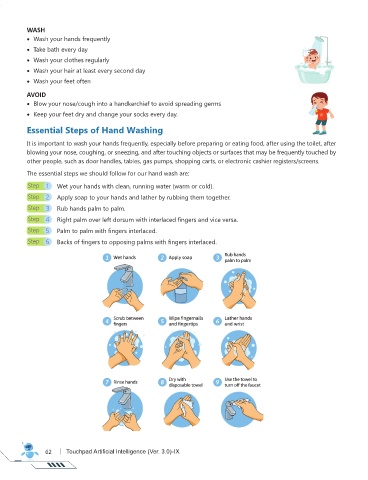 WASH
• Wash your hands frequently
• Take bath every day
• Wash your clothes regularly
• Wash your hair at least every second day
• Wash your feet often
AVOID
• Blow your nose/cough into a handkerchief to avoid spreading germs
• Keep your feet dry and change your socks every day.
Essential Steps of Hand Washing
It is important to wash your hands frequently, especially before preparing or eating food, after using the toilet, after
blowing your nose, coughing, or sneezing, and after touching objects or surfaces that may be frequently touched by
other people, such as door handles, tables, gas pumps, shopping carts, or electronic cashier registers/screens.
The essential steps we should follow for our hand wash are:
Step 1 Wet your hands with clean, running water (warm or cold).
Step 2 Apply soap to your hands and lather by rubbing them together.
Step 3 Rub hands palm to palm.
Step 4 Right palm over left dorsum with interlaced fingers and vice versa.
Step 5 Palm to palm with fingers interlaced.
Step 6 Backs of fingers to opposing palms with fingers interlaced.
1 Wet hands
2 Apply soap
3 Rub hands
palm to palm
4 Scrub between
fingers
5 Wipe fingernails
and fingertips
6 Lather hands
and wrist
7 Rinse hands
8 Dry with
disposable towel
9 Use the towel to
turn off the faucet
62 | Touchpad Artificial Intelligence (Ver. 3.0)-IX